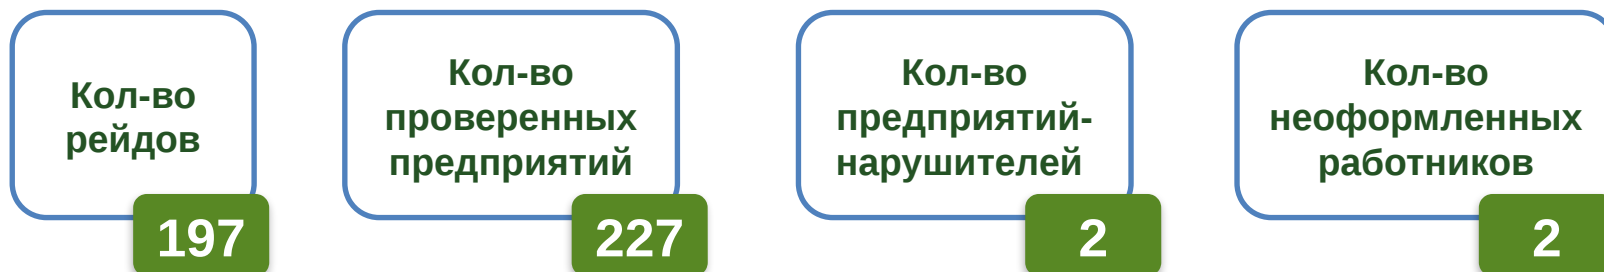 Кол-во
рейдов
197
Кол-во
проверенных
предприятий
227
Кол-во
предприятий-
нарушителей
2
Кол-во
неоформленных
работников
2